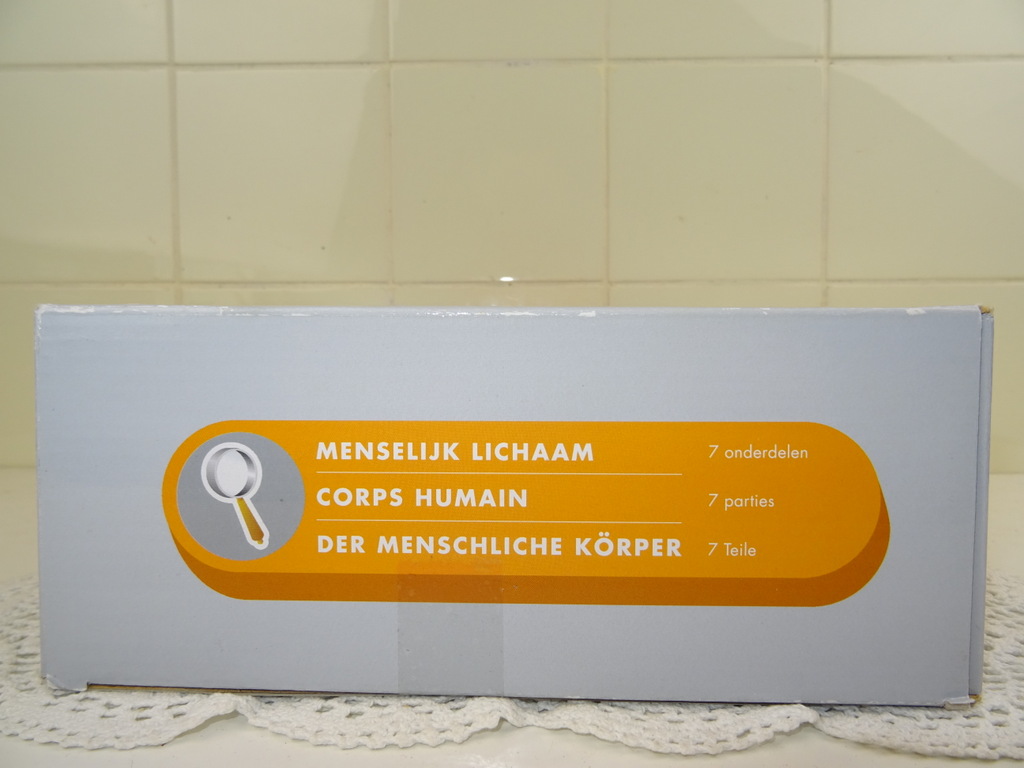 MENSELIJK LICHAAM 7 onderdelen
CORPS HUMAIN 7 parties
DER MENSCHLICHE KÖRPER 7 Teile